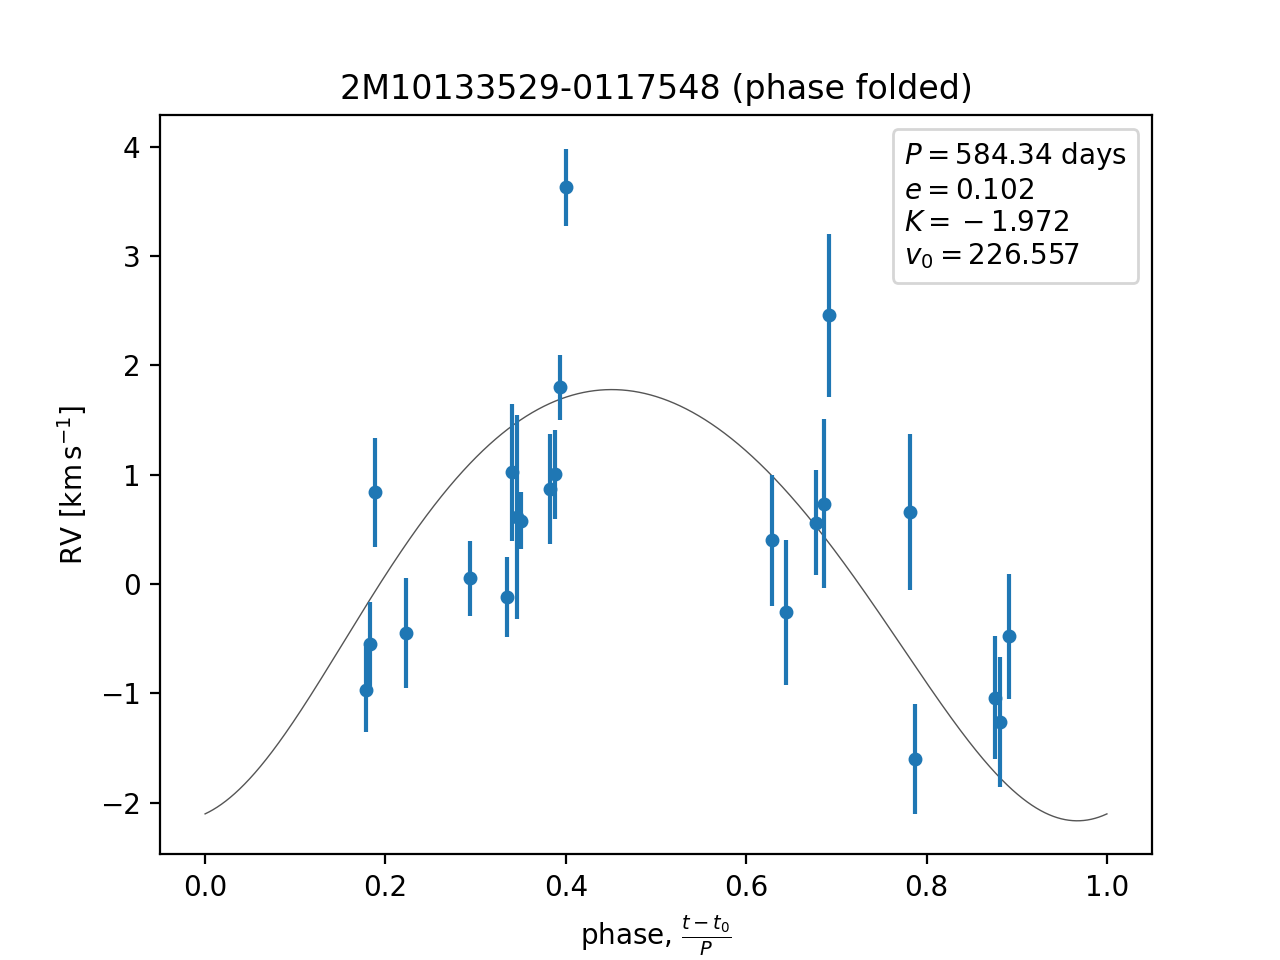 2M10133529-0117548 (phase folded)
P = 584.34 days
e = 0.102
K = −1.972
v₀ = 226.557
4
3
2
1
0
−1
−2
RV [km s⁻¹]
0.0 0.2 0.4 0.6 0.8 1.0
phase, (t − t₀)/P